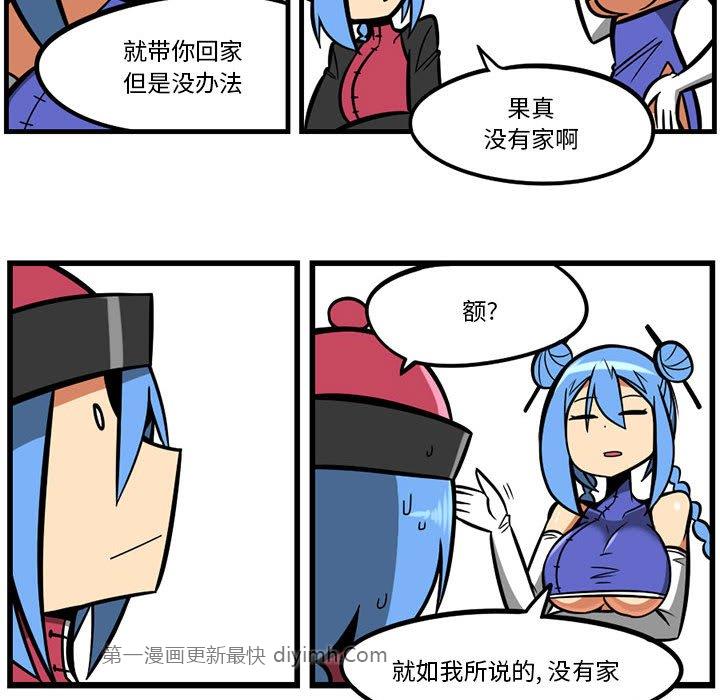 就带你回家
但是没办法
果真
没有家啊
额?
就如我所说的, 没有家
第一漫画更新最快 diyimh.Com